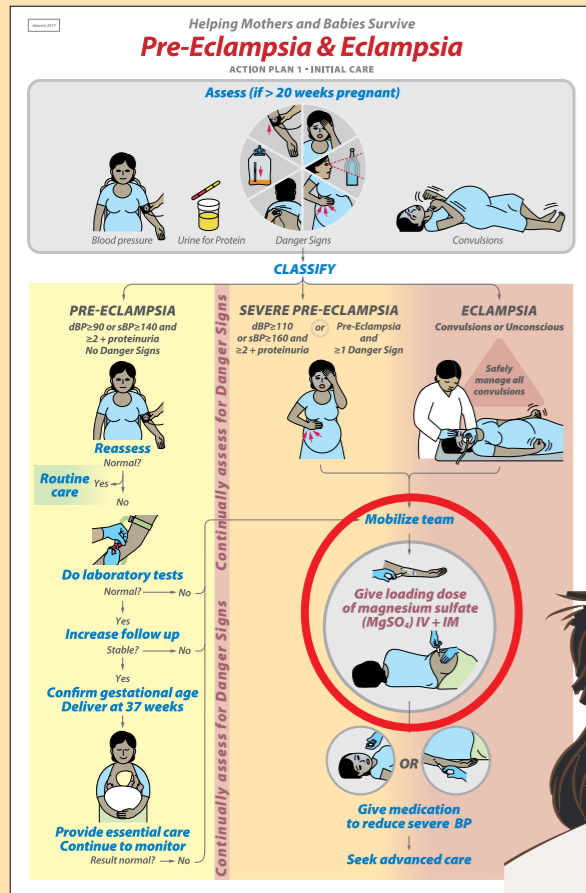 January 2017
Helping Mothers and Babies Survive
Pre-Eclampsia & Eclampsia
ACTION PLAN 1 - INITIAL CARE
Assess (if > 20 weeks pregnant)
Blood pressure
Urine for Protein
Danger Signs
Convulsions
CLASSIFY
PRE-ECLAMPSIA
dBP≥90 or sBP≥140 and
≥2 + proteinuria
No Danger Signs
Reassess
Normal?
Routine
care
Yes
No
Do laboratory tests
Normal?
No
Yes
Increase follow up
Stable?
No
Yes
Confirm gestational age
Deliver at 37 weeks
Provide essential care
Continue to monitor
Result normal?
No
Continually assess for Danger Signs
Continually assess for Danger Signs
SEVERE PRE-ECLAMPSIA
dBP≥110
or sBP≥160 and
≥2 + proteinuria
or
Pre-Eclampsia
and
≥1 Danger Sign
ECLAMPSIA
Convulsions or Unconscious
Safely
manage all
convulsions
Mobilize team
Give loading dose
of magnesium sulfate
(MgSO₄) IV + IM
OR
Give medication
to reduce severe BP
Seek advanced care